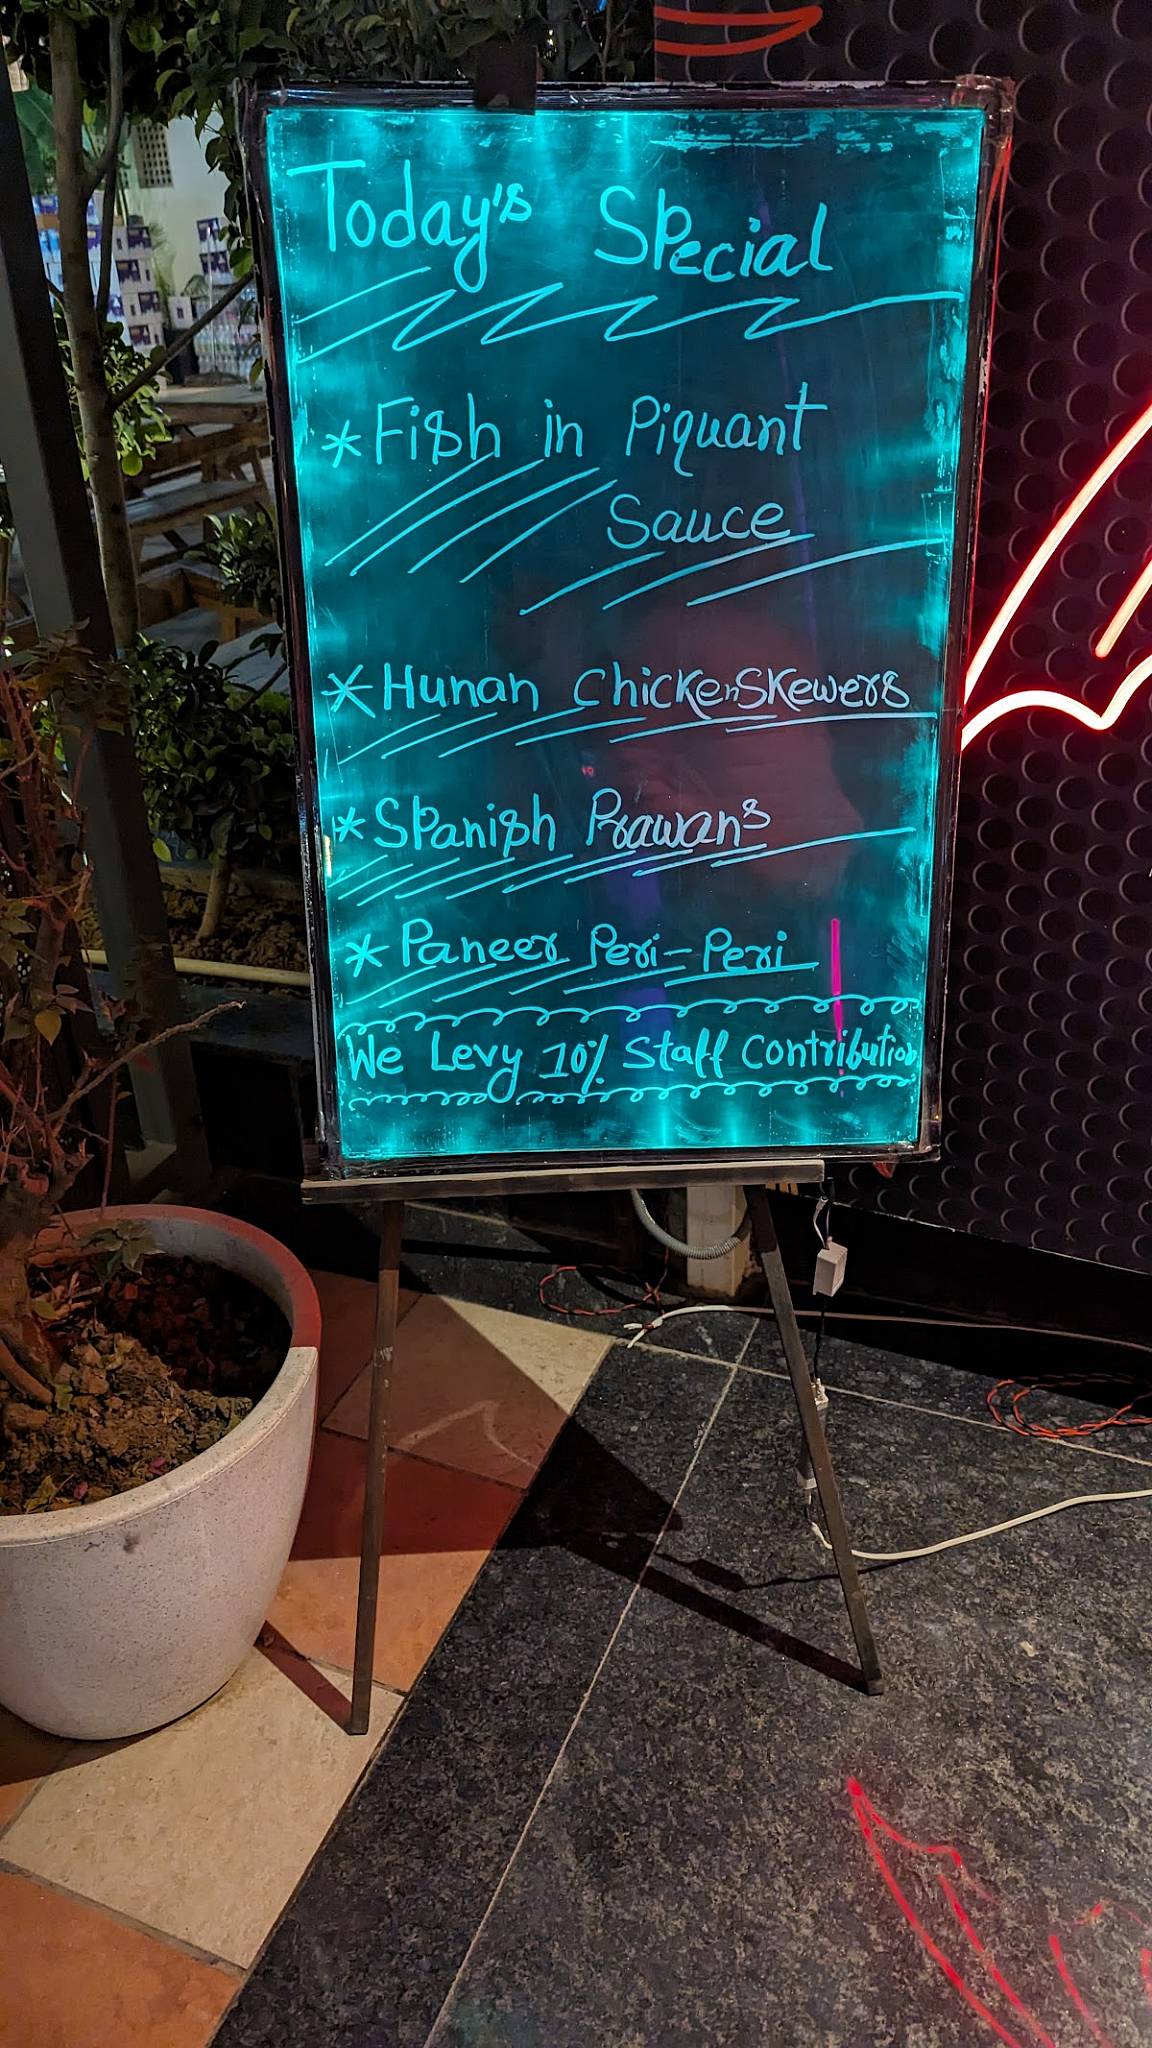 Today's Special
*Fish in Piquant
Sauce
*Hunan ChickenSkewers
*Spanish Prawans
*Paneer Peri-Peri
We Levy 10% Staff Contribution